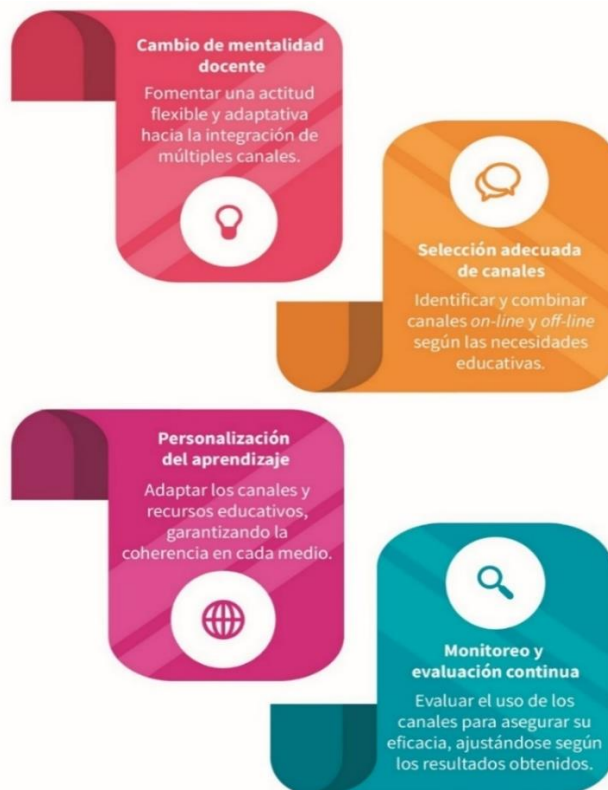 Cambio de mentalidad
docente
Fomentar una actitud
flexible y adaptativa
hacia la integración de
múltiples canales.
Selección adecuada
de canales
Identificar y combinar
canales on-line y off-line
según las necesidades
educativas.
Personalización
del aprendizaje
Adaptar los canales y
recursos educativos,
garantizando la
coherencia en cada medio.
Monitoreo y
evaluación continua
Evaluar el uso de los
canales para asegurar su
eficacia, ajustándose según
los resultados obtenidos.